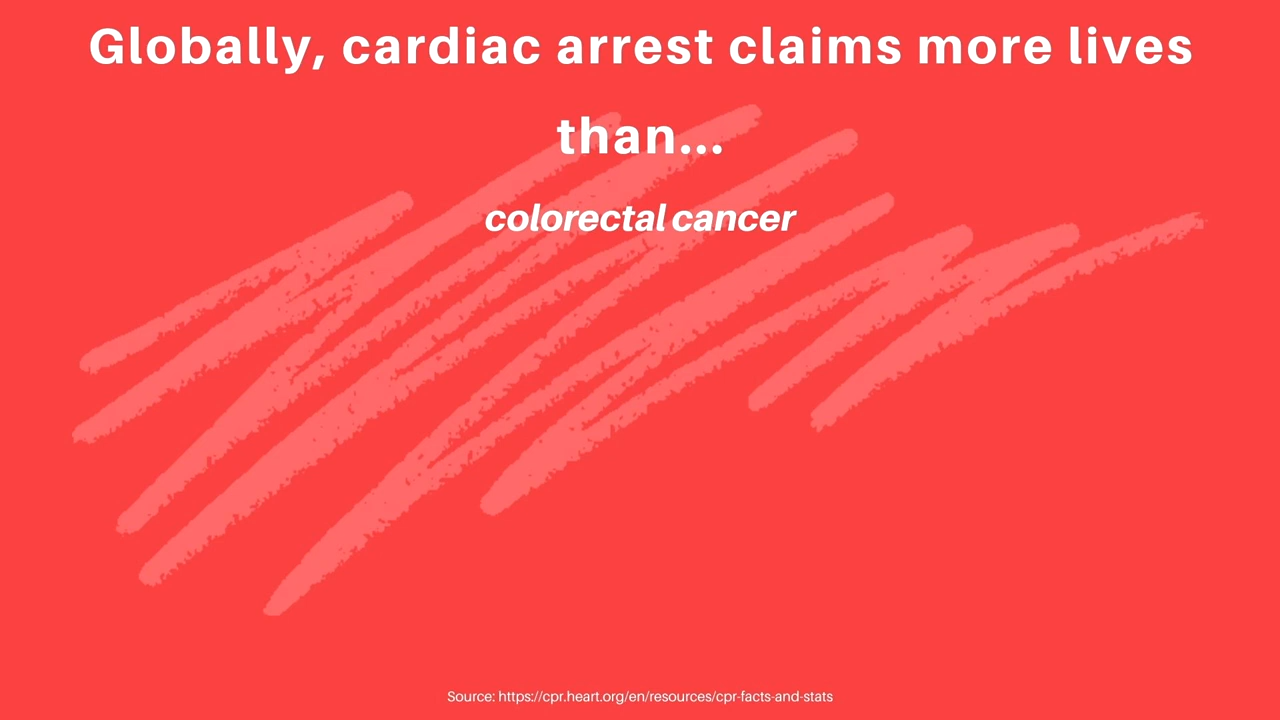 Globally, cardiac arrest claims more lives
than...
colorectal cancer
Source: https://cpr.heart.org/en/resources/cpr-facts-and-stats